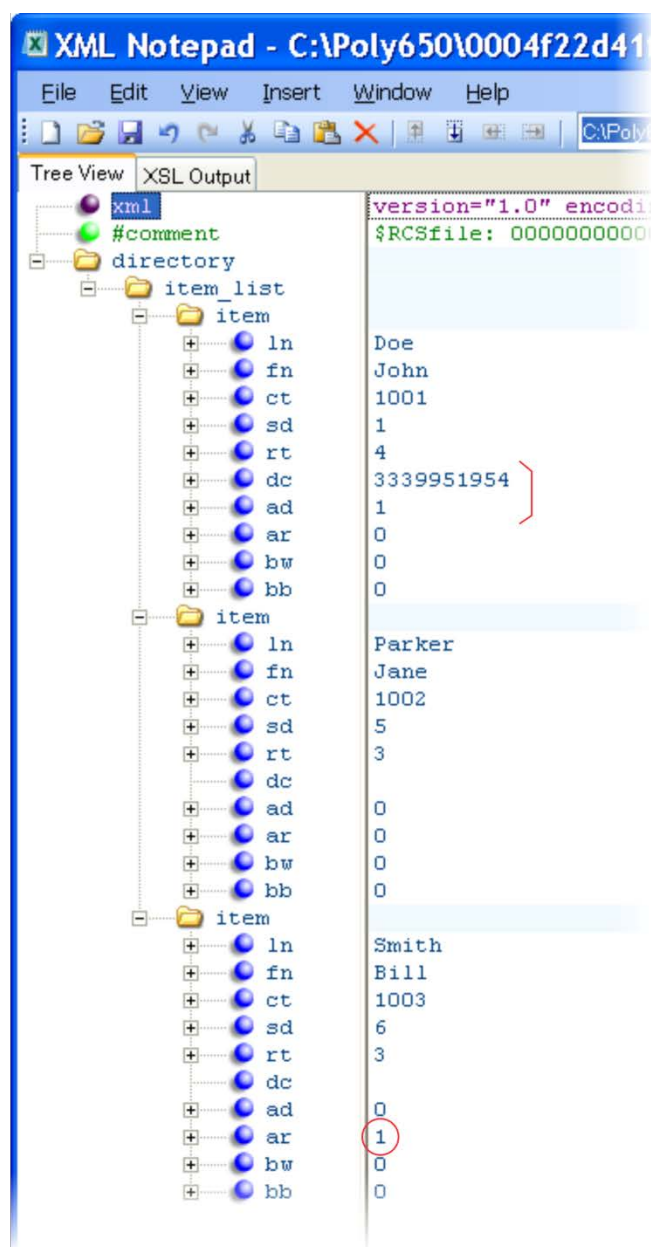 XML Notepad - C:\Poly650\0004f22d41
File Edit View Insert Window Help
C:\Poly
Tree View XSL Output
xml version="1.0" encodi
#comment $RCSfile: 00000000000
directory
item_list
item
ln Doe
fn John
ct 1001
sd 1
rt 4
dc 3339951954
ad 1
ar 0
bw 0
bb 0
item
ln Parker
fn Jane
ct 1002
sd 5
rt 3
dc
ad 0
ar 0
bw 0
bb 0
item
ln Smith
fn Bill
ct 1003
sd 6
rt 3
dc
ad 0
ar 1
bw 0
bb 0